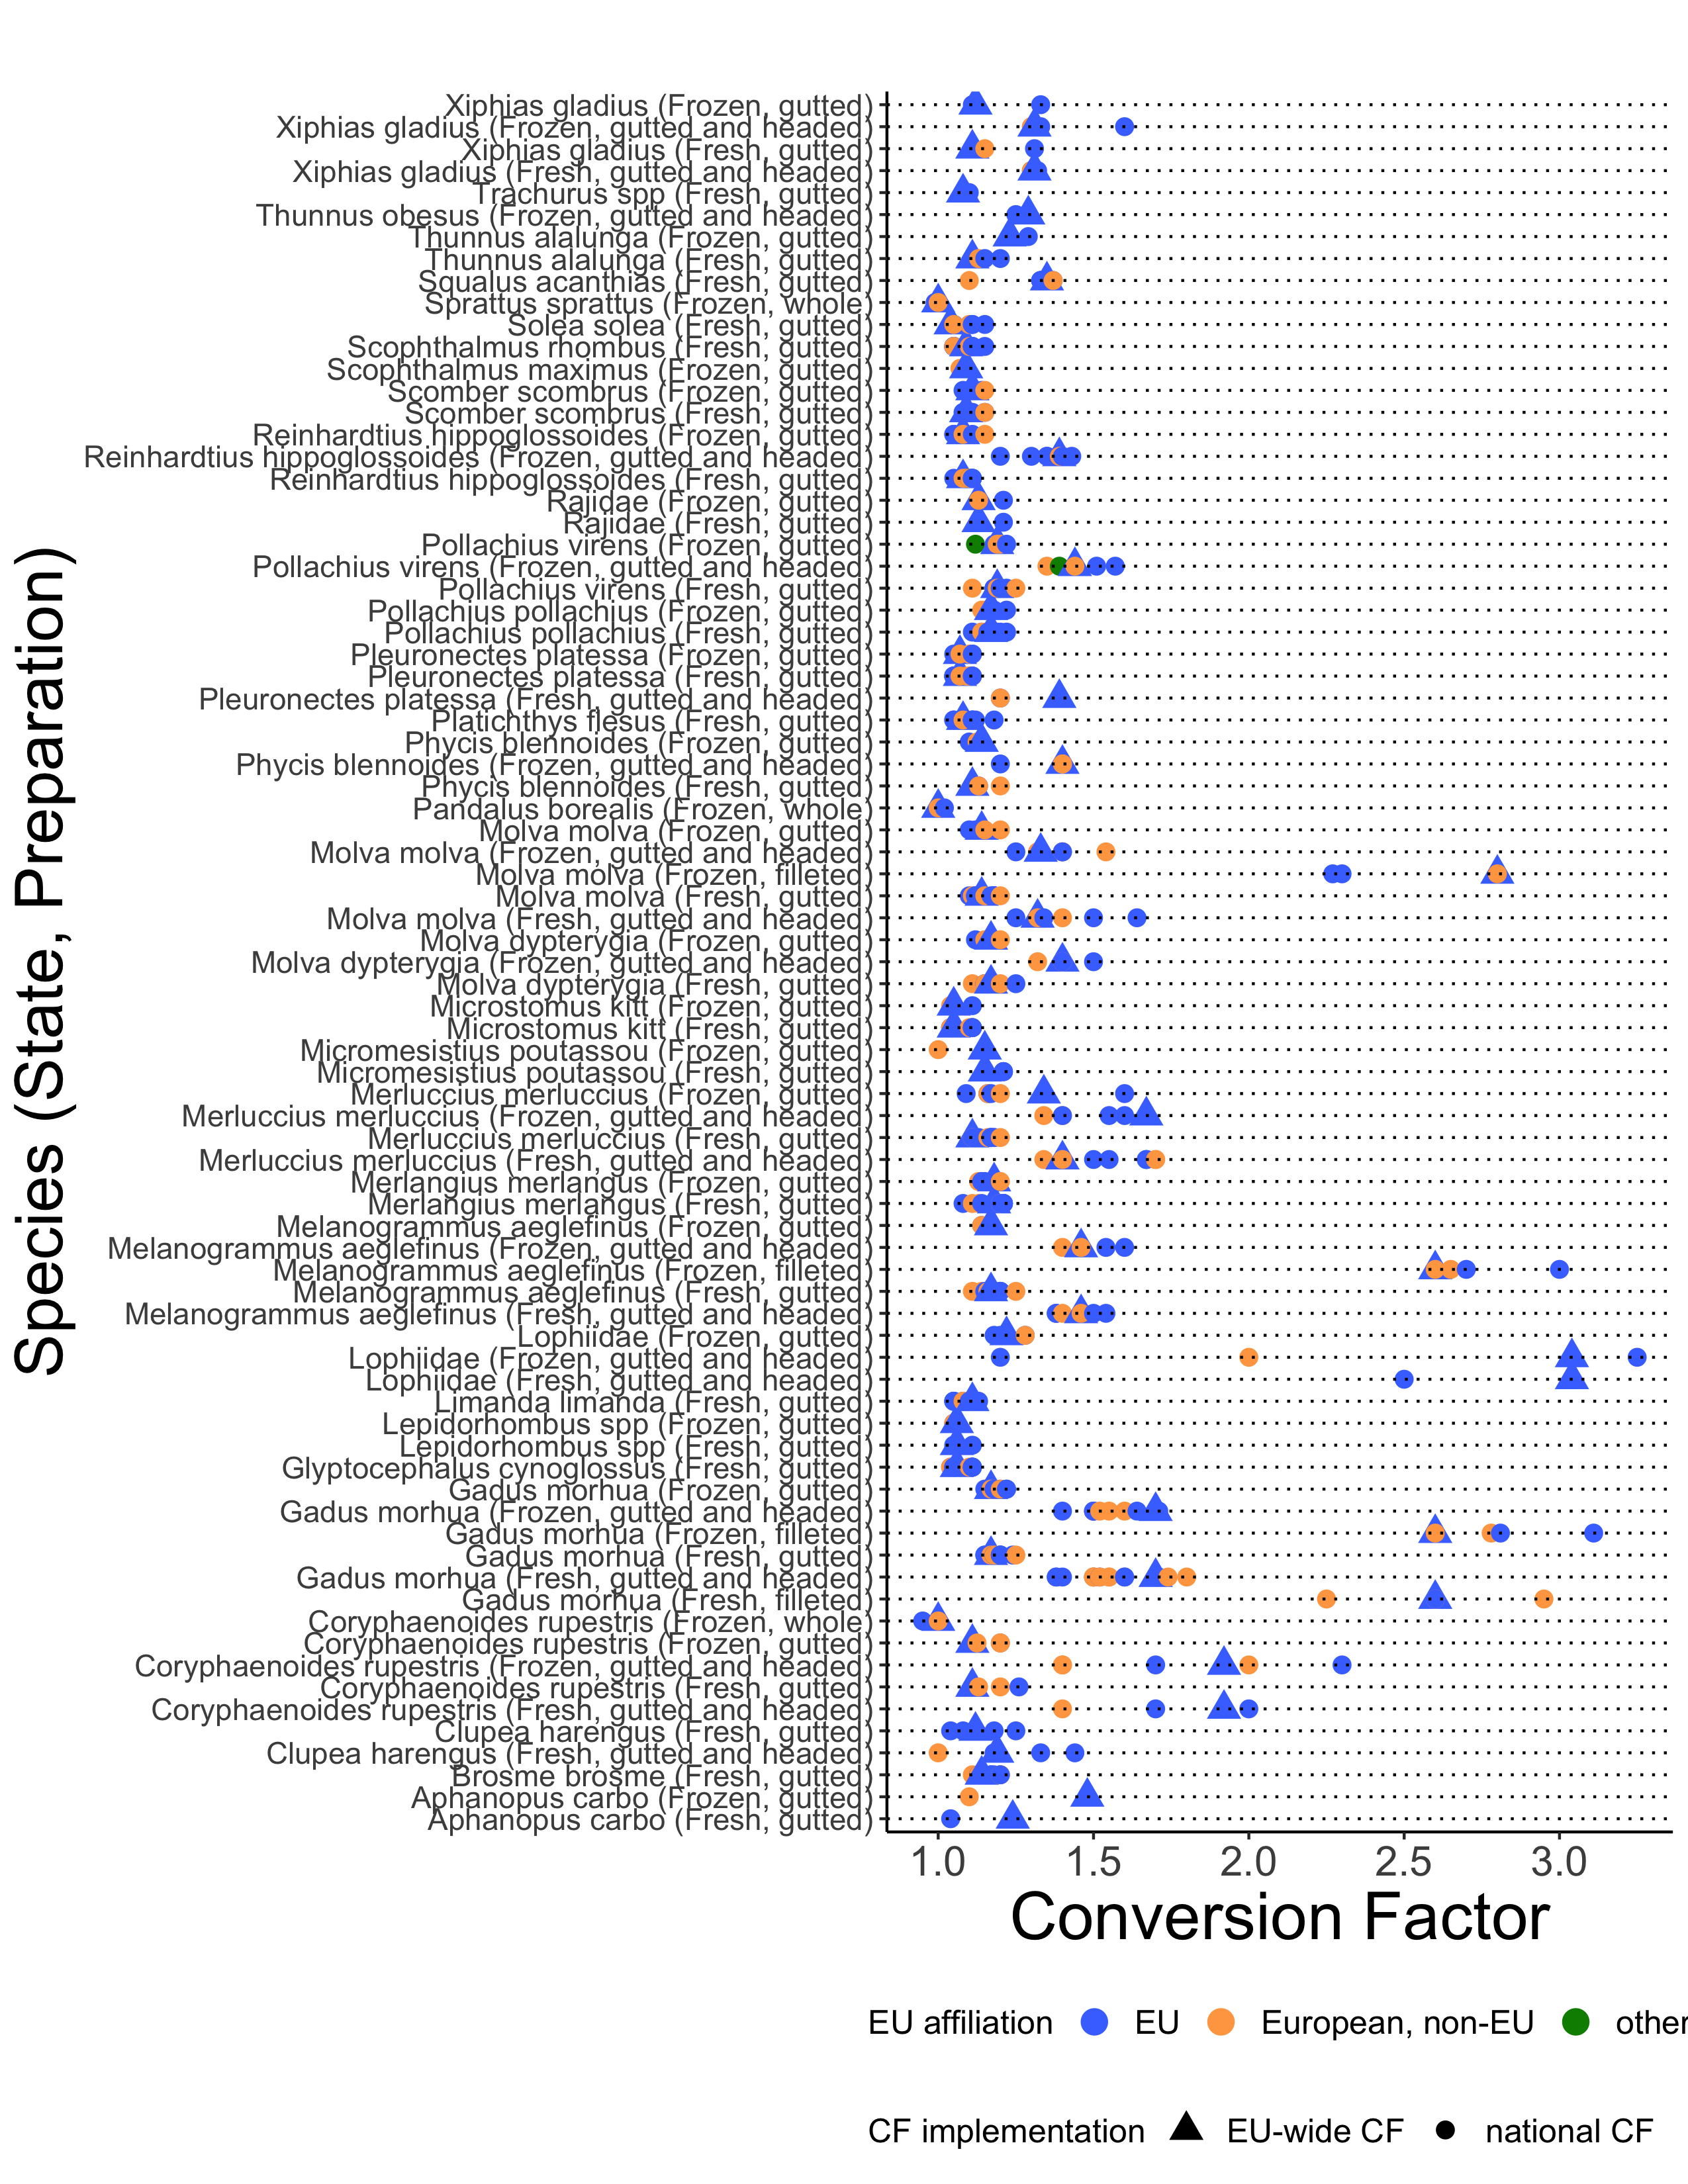 Species (State, Preparation)
Xiphias gladius (Frozen, gutted)
Xiphias gladius (Frozen, gutted and headed)
Xiphias gladius (Fresh, gutted)
Xiphias gladius (Fresh, gutted and headed)
Trachurus spp (Fresh, gutted)
Thunnus obesus (Frozen, gutted and headed)
Thunnus alalunga (Frozen, gutted)
Thunnus alalunga (Fresh, gutted)
Squalus acanthias (Fresh, gutted)
Sprattus sprattus (Frozen, whole)
Solea solea (Fresh, gutted)
Scophthalmus rhombus (Fresh, gutted)
Scophthalmus maximus (Frozen, gutted)
Scomber scombrus (Frozen, gutted)
Scomber scombrus (Fresh, gutted)
Reinhardtius hippoglossoides (Frozen, gutted)
Reinhardtius hippoglossoides (Frozen, gutted and headed)
Reinhardtius hippoglossoides (Fresh, gutted)
Rajidae (Frozen, gutted)
Rajidae (Fresh, gutted)
Pollachius virens (Frozen, gutted)
Pollachius virens (Frozen, gutted and headed)
Pollachius virens (Fresh, gutted)
Pollachius pollachius (Frozen, gutted)
Pollachius pollachius (Fresh, gutted)
Pleuronectes platessa (Frozen, gutted)
Pleuronectes platessa (Fresh, gutted)
Pleuronectes platessa (Fresh, gutted and headed)
Platichthys flesus (Fresh, gutted)
Phycis blennoides (Frozen, gutted)
Phycis blennoides (Frozen, gutted and headed)
Phycis blennoides (Fresh, gutted)
Pandalus borealis (Frozen, whole)
Molva molva (Frozen, gutted)
Molva molva (Frozen, gutted and headed)
Molva molva (Frozen, filleted)
Molva molva (Fresh, gutted)
Molva molva (Fresh, gutted and headed)
Molva dypterygia (Frozen, gutted)
Molva dypterygia (Frozen, gutted and headed)
Molva dypterygia (Fresh, gutted)
Microstomus kitt (Frozen, gutted)
Microstomus kitt (Fresh, gutted)
Micromesistius poutassou (Frozen, gutted)
Micromesistius poutassou (Fresh, gutted)
Merluccius merluccius (Frozen, gutted)
Merluccius merluccius (Frozen, gutted and headed)
Merluccius merluccius (Fresh, gutted)
Merluccius merluccius (Fresh, gutted and headed)
Merlangius merlangus (Frozen, gutted)
Merlangius merlangus (Fresh, gutted)
Melanogrammus aeglefinus (Frozen, gutted)
Melanogrammus aeglefinus (Frozen, gutted and headed)
Melanogrammus aeglefinus (Frozen, filleted)
Melanogrammus aeglefinus (Fresh, gutted)
Melanogrammus aeglefinus (Fresh, gutted and headed)
Lophiidae (Frozen, gutted)
Lophiidae (Frozen, gutted and headed)
Lophiidae (Fresh, gutted and headed)
Limanda limanda (Fresh, gutted)
Lepidorhombus spp (Frozen, gutted)
Lepidorhombus spp (Fresh, gutted)
Glyptocephalus cynoglossus (Fresh, gutted)
Gadus morhua (Frozen, gutted)
Gadus morhua (Frozen, gutted and headed)
Gadus morhua (Frozen, filleted)
Gadus morhua (Fresh, gutted)
Gadus morhua (Fresh, gutted and headed)
Gadus morhua (Fresh, filleted)
Coryphaenoides rupestris (Frozen, whole)
Coryphaenoides rupestris (Frozen, gutted)
Coryphaenoides rupestris (Frozen, gutted and headed)
Coryphaenoides rupestris (Fresh, gutted)
Coryphaenoides rupestris (Fresh, gutted and headed)
Clupea harengus (Fresh, gutted)
Clupea harengus (Fresh, gutted and headed)
Brosme brosme (Fresh, gutted)
Aphanopus carbo (Frozen, gutted)
Aphanopus carbo (Fresh, gutted)
1.0 1.5 2.0 2.5 3.0
Conversion Factor
EU affiliation EU European, non-EU other
CF implementation EU-wide CF national CF